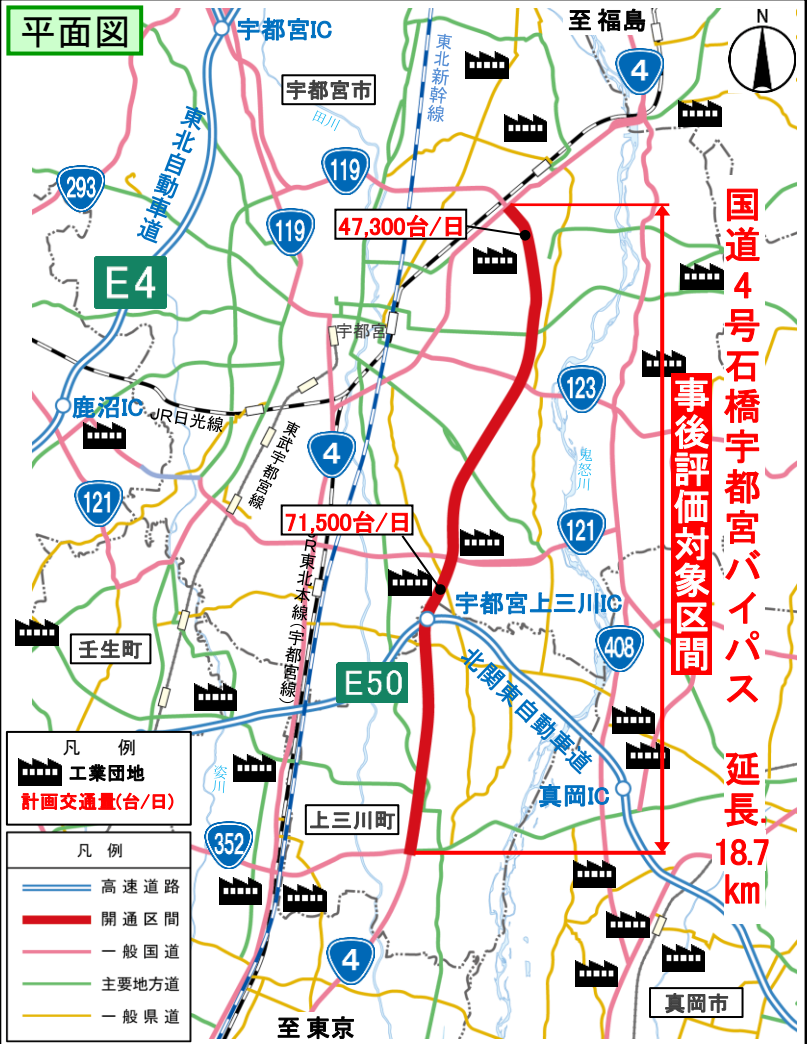 平面図
宇都宮IC
至 福島
N
4
東北新幹線
宇都宮市
田川
東北自動車道
119
293
119
47,300台/日
E4
宇都宮
鹿沼IC
JR日光線
123
東武宇都宮線
4
鬼怒川
121
71,500台/日
121
JR東北本線(宇都宮線)
宇都宮上三川IC
408
壬生町
E50
北関東自動車道
真岡IC
姿川
上三川町
352
4
真岡市
至 東京
国道4号石橋宇都宮バイパス 延長
18.7
km
事後評価対象区間
凡 例
工業団地
計画交通量(台/日)
凡 例
高速道路
開通区間
一般国道
主要地方道
一般県道